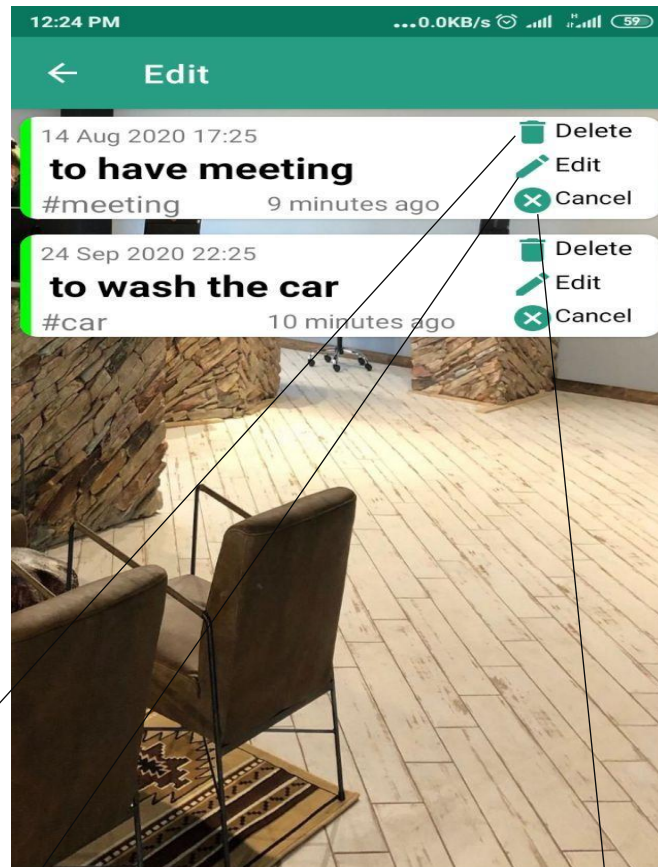 12:24 PM ...0.0KB/s H 59
Edit
14 Aug 2020 17:25 Delete
to have meeting Edit
#meeting 9 minutes ago Cancel
24 Sep 2020 22:25 Delete
to wash the car Edit
#car 10 minutes ago Cancel